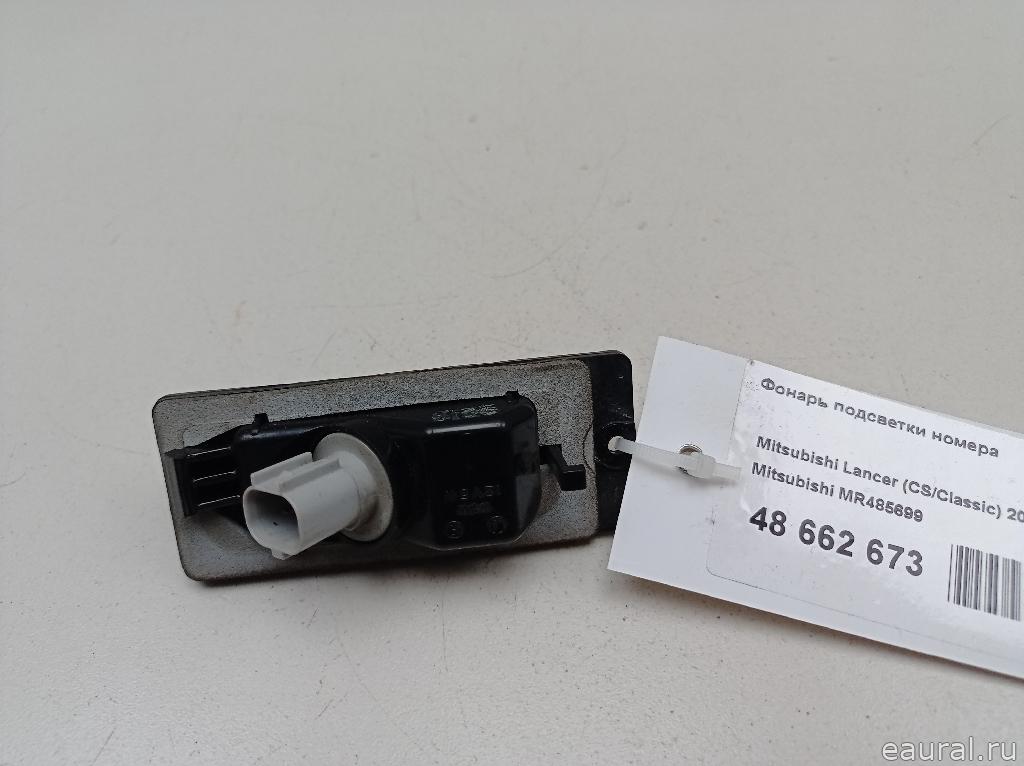 Фонарь подсветки номера
Mitsubishi Lancer (CS/Classic) 20
Mitsubishi MR485699
48 662 673
eaural.ru